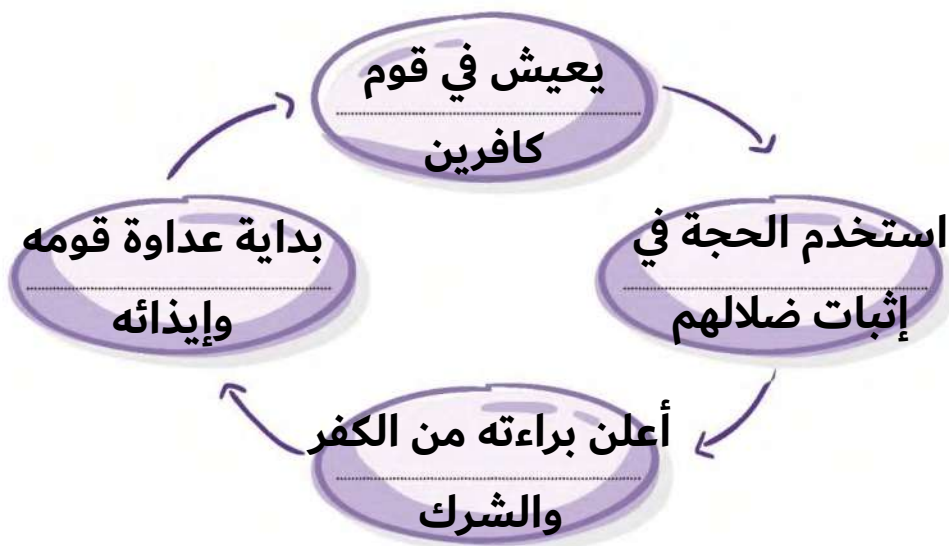 يعيش في قوم
كافرين
استخدم الحجة في
إثبات ضلالهم
أعلن براءته من الكفر
والشرك
بداية عداوة قومه
وإيذائه